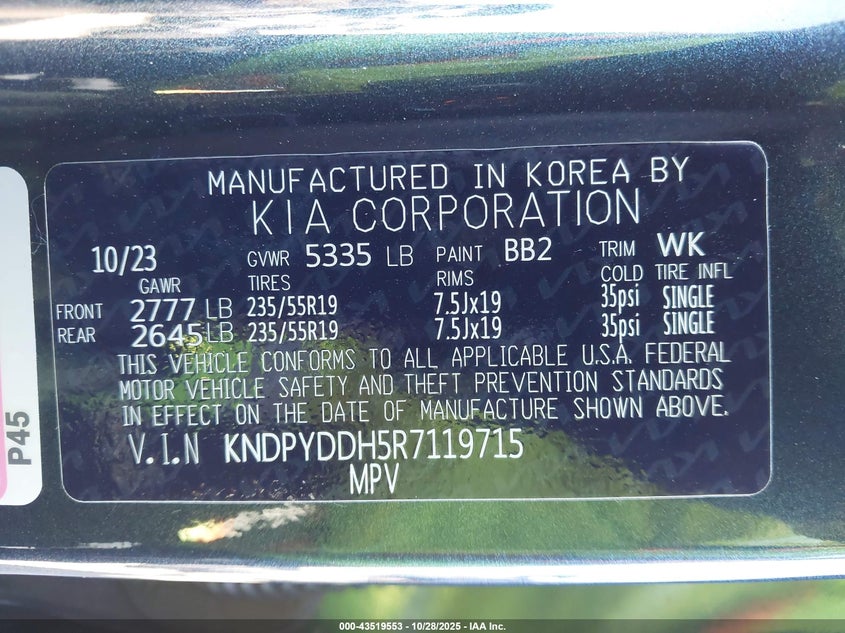 MANUFACTURED IN KOREA BY
KIA CORPORATION
10/23 GVWR 5335 LB PAINT BB2 TRIM WK
GAWR TIRES RIMS COLD TIRE INFL
FRONT 2777 LB 235/55R19 7.5Jx19 35psi SINGLE
REAR 2645 LB 235/55R19 7.5Jx19 35psi SINGLE
THIS VEHICLE CONFORMS TO ALL APPLICABLE U.S.A. FEDERAL
MOTOR VEHICLE SAFETY AND THEFT PREVENTION STANDARDS
IN EFFECT ON THE DATE OF MANUFACTURE SHOWN ABOVE.
V.I.N KNDPYDDH5R7119715
MPV
P45
000-43519553 - 10/28/2025 - IAA Inc.